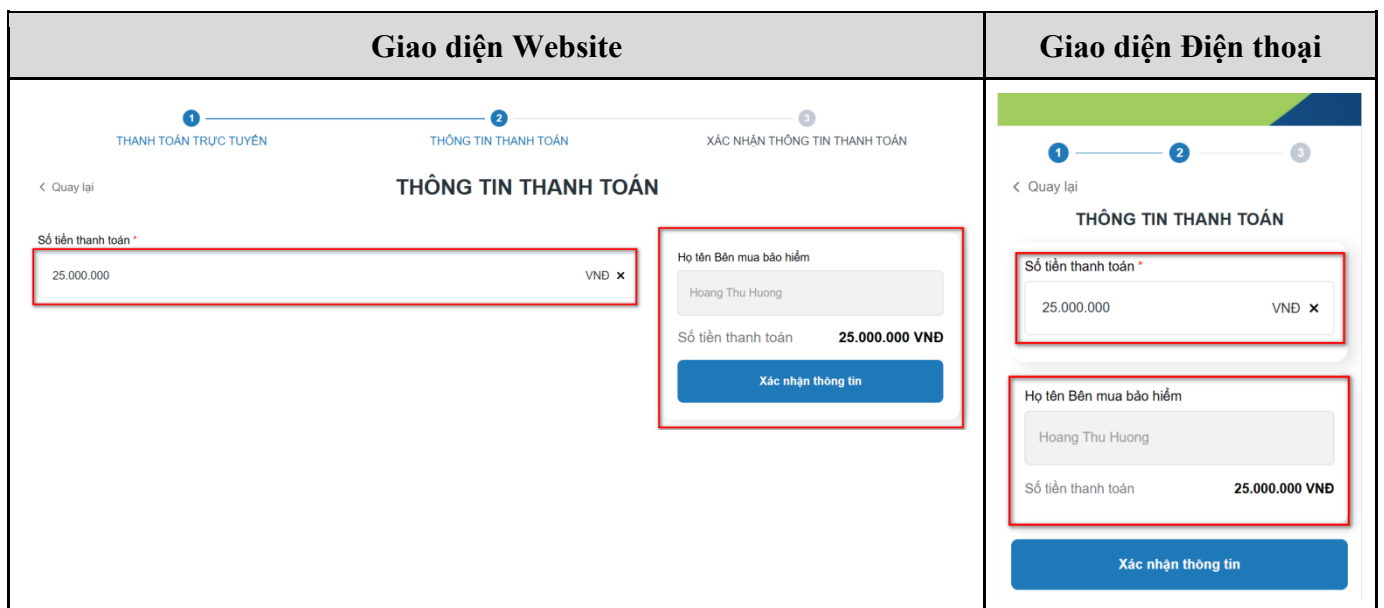 Giao diện Website
1
2
3
THANH TOÁN TRỰC TUYẾN
THÔNG TIN THANH TOÁN
XÁC NHẬN THÔNG TIN THANH TOÁN
Quay lại
THÔNG TIN THANH TOÁN
Số tiền thanh toán *
25.000.000 VNĐ ×
Họ tên Bên mua bảo hiểm
Hoang Thu Huong
Số tiền thanh toán 25.000.000 VNĐ
Xác nhận thông tin
Giao diện Điện thoại
1
2
3
Quay lại
THÔNG TIN THANH TOÁN
Số tiền thanh toán *
25.000.000 VNĐ ×
Họ tên Bên mua bảo hiểm
Hoang Thu Huong
Số tiền thanh toán 25.000.000 VNĐ
Xác nhận thông tin